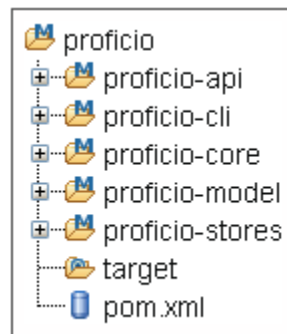 proficio
proficio-api
proficio-cli
proficio-core
proficio-model
proficio-stores
target
pom.xml